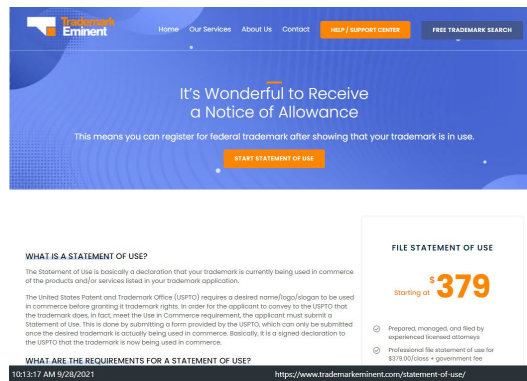 Trademark
Eminent
Home Our Services About Us Contact HELP / SUPPORT CENTER FREE TRADEMARK SEARCH
It's Wonderful to Receive
a Notice of Allowance
This means you can register for federal trademark after showing that your trademark is in use.
START STATEMENT OF USE
WHAT IS A STATEMENT OF USE?
The Statement of Use is basically a declaration that your trademark is currently being used in commerce
of the products and/or services listed in your trademark application.
The United States Patent and Trademark Office (USPTO) requires a desired name/logo/slogan to be used
in commerce before granting it trademark rights. In order for the applicant to convey to the USPTO that
the trademark does, in fact, meet the Use in Commerce requirement, the applicant must submit a
Statement of Use. This is done by submitting a form provided by the USPTO, which can only be submitted
once the desired trademark is actually being used in commerce. Basically, it is a signed declaration to
the USPTO that the trademark is now being used in commerce.
WHAT ARE THE REQUIREMENTS FOR A STATEMENT OF USE?
FILE STATEMENT OF USE
Starting at $379
Prepared, managed, and filed by
experienced licensed attorneys
Professional file statement of use for
$379.00/class + government fee
10:13:17 AM 9/28/2021 https://www.trademarkeminent.com/statement-of-use/